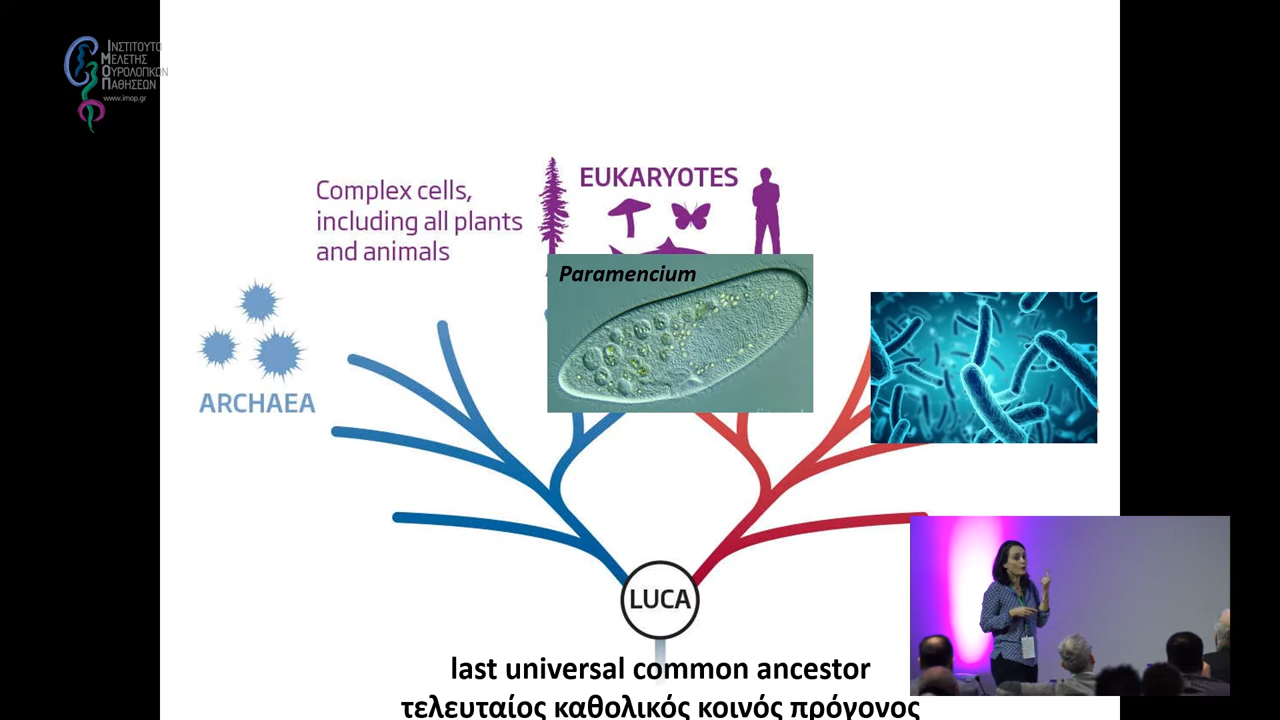 ΙΝΣΤΙΤΟΥΤΟ
ΜΕΛΕΤΗΣ
ΟΥΡΟΛΟΓΙΚΩΝ
ΠΑΘΗΣΕΩΝ
www.imop.gr
EUKARYOTES
Complex cells,
including all plants
and animals
Paramencium
ARCHAEA
LUCA
last universal common ancestor
τελευταίος καθολικός κοινός πρόγονος